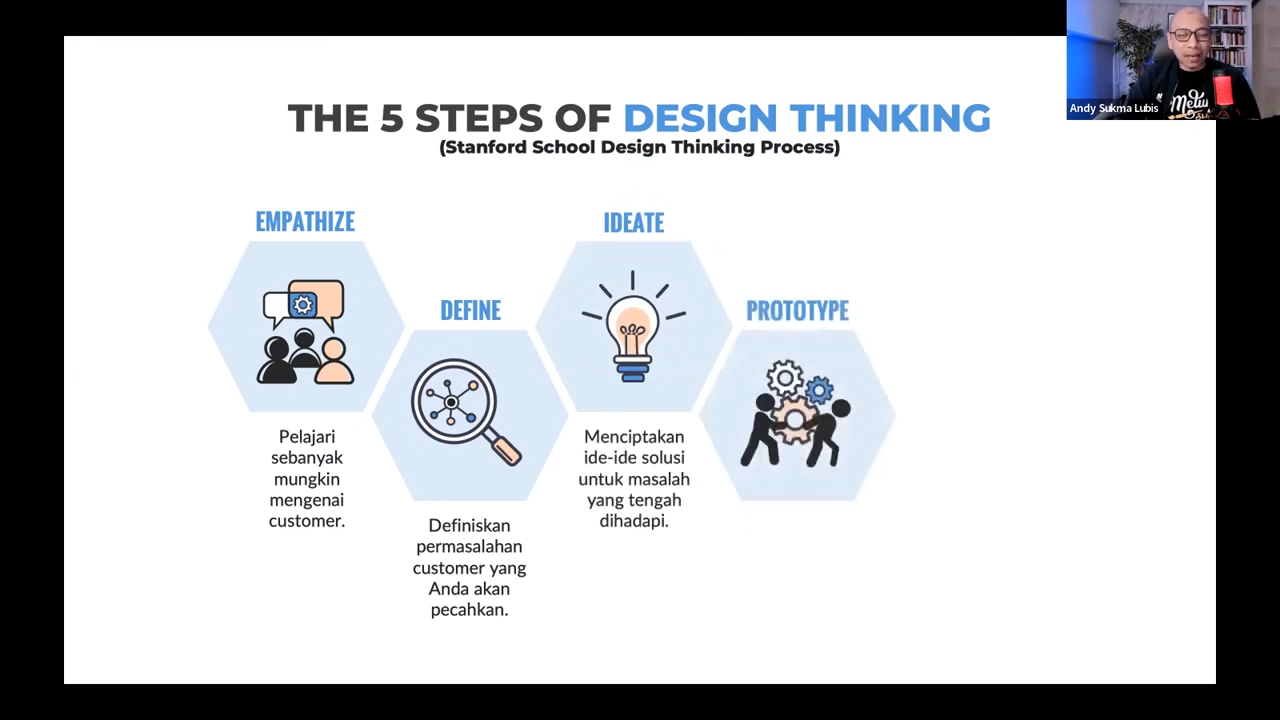 THE 5 STEPS OF DESIGN THINKING
(Stanford School Design Thinking Process)
EMPATHIZE
Pelajari
sebanyak
mungkin
mengenai
customer.
DEFINE
Definiskan
permasalahan
customer yang
Anda akan
pecahkan.
IDEATE
Menciptakan
ide-ide solusi
untuk masalah
yang tengah
dihadapi.
PROTOTYPE
Andy Sukma Lubis